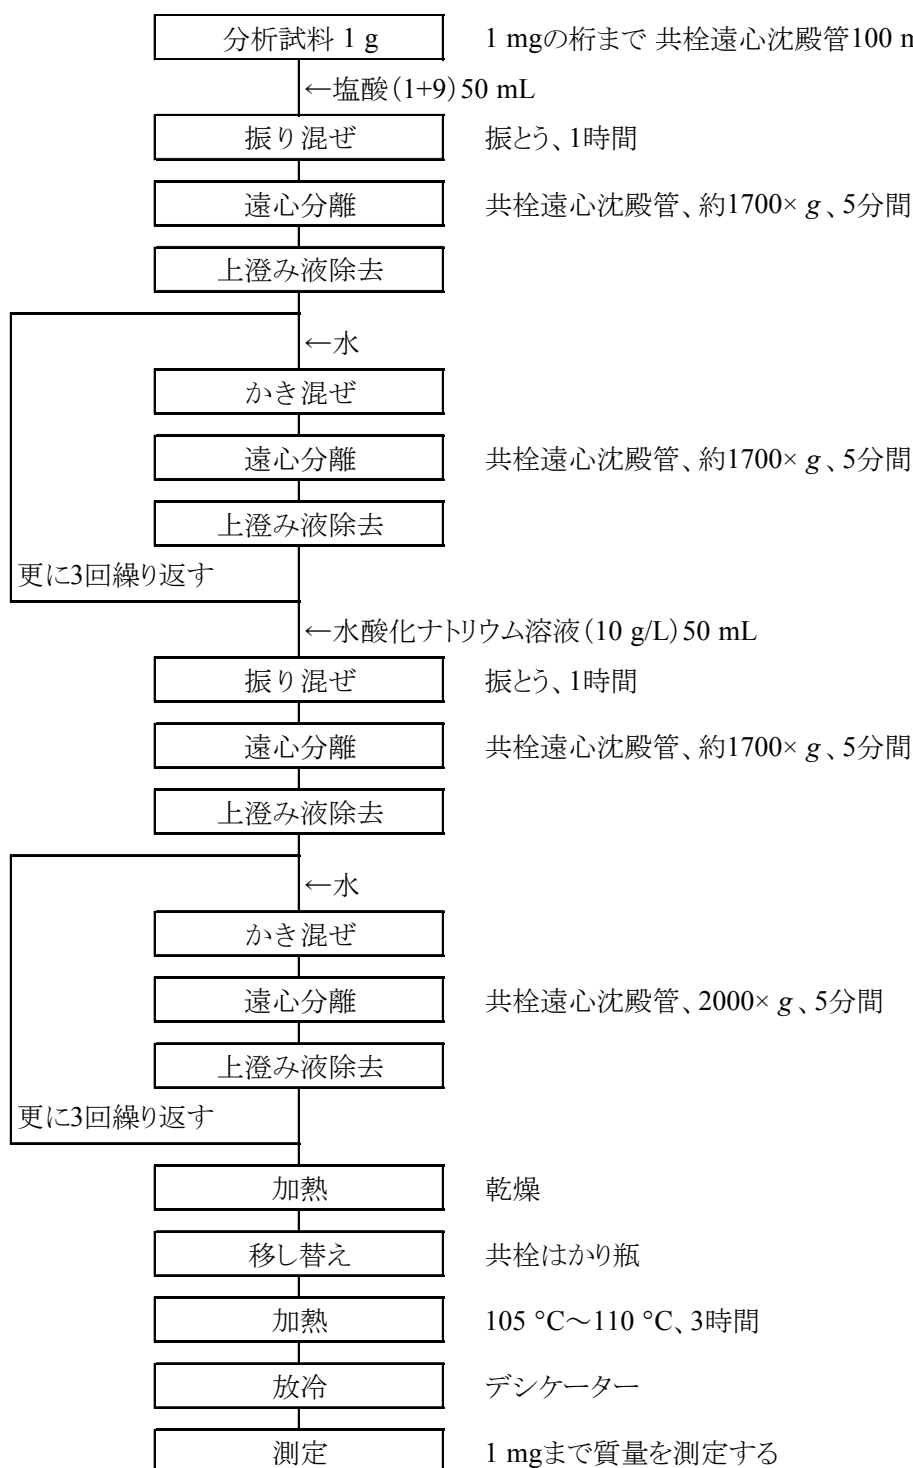 分析試料 1 g 1 mgの桁まで 共栓遠心沈殿管100
←塩酸(1+9)50 mL
振り混ぜ 振とう、1時間
遠心分離 共栓遠心沈殿管、約1700× g 、5分間
上澄み液除去
←水
かき混ぜ
遠心分離 共栓遠心沈殿管、約1700× g 、5分間
上澄み液除去
更に3回繰り返す
←水酸化ナトリウム溶液(10 g/L)50 mL
振り混ぜ 振とう、1時間
遠心分離 共栓遠心沈殿管、約1700× g 、5分間
上澄み液除去
←水
かき混ぜ
遠心分離 共栓遠心沈殿管、2000× g 、5分間
上澄み液除去
更に3回繰り返す
加熱 乾燥
移し替え 共栓はかり瓶
加熱 105 °C～110 °C、3時間
放冷 デシケーター
測定 1 mgまで質量を測定する